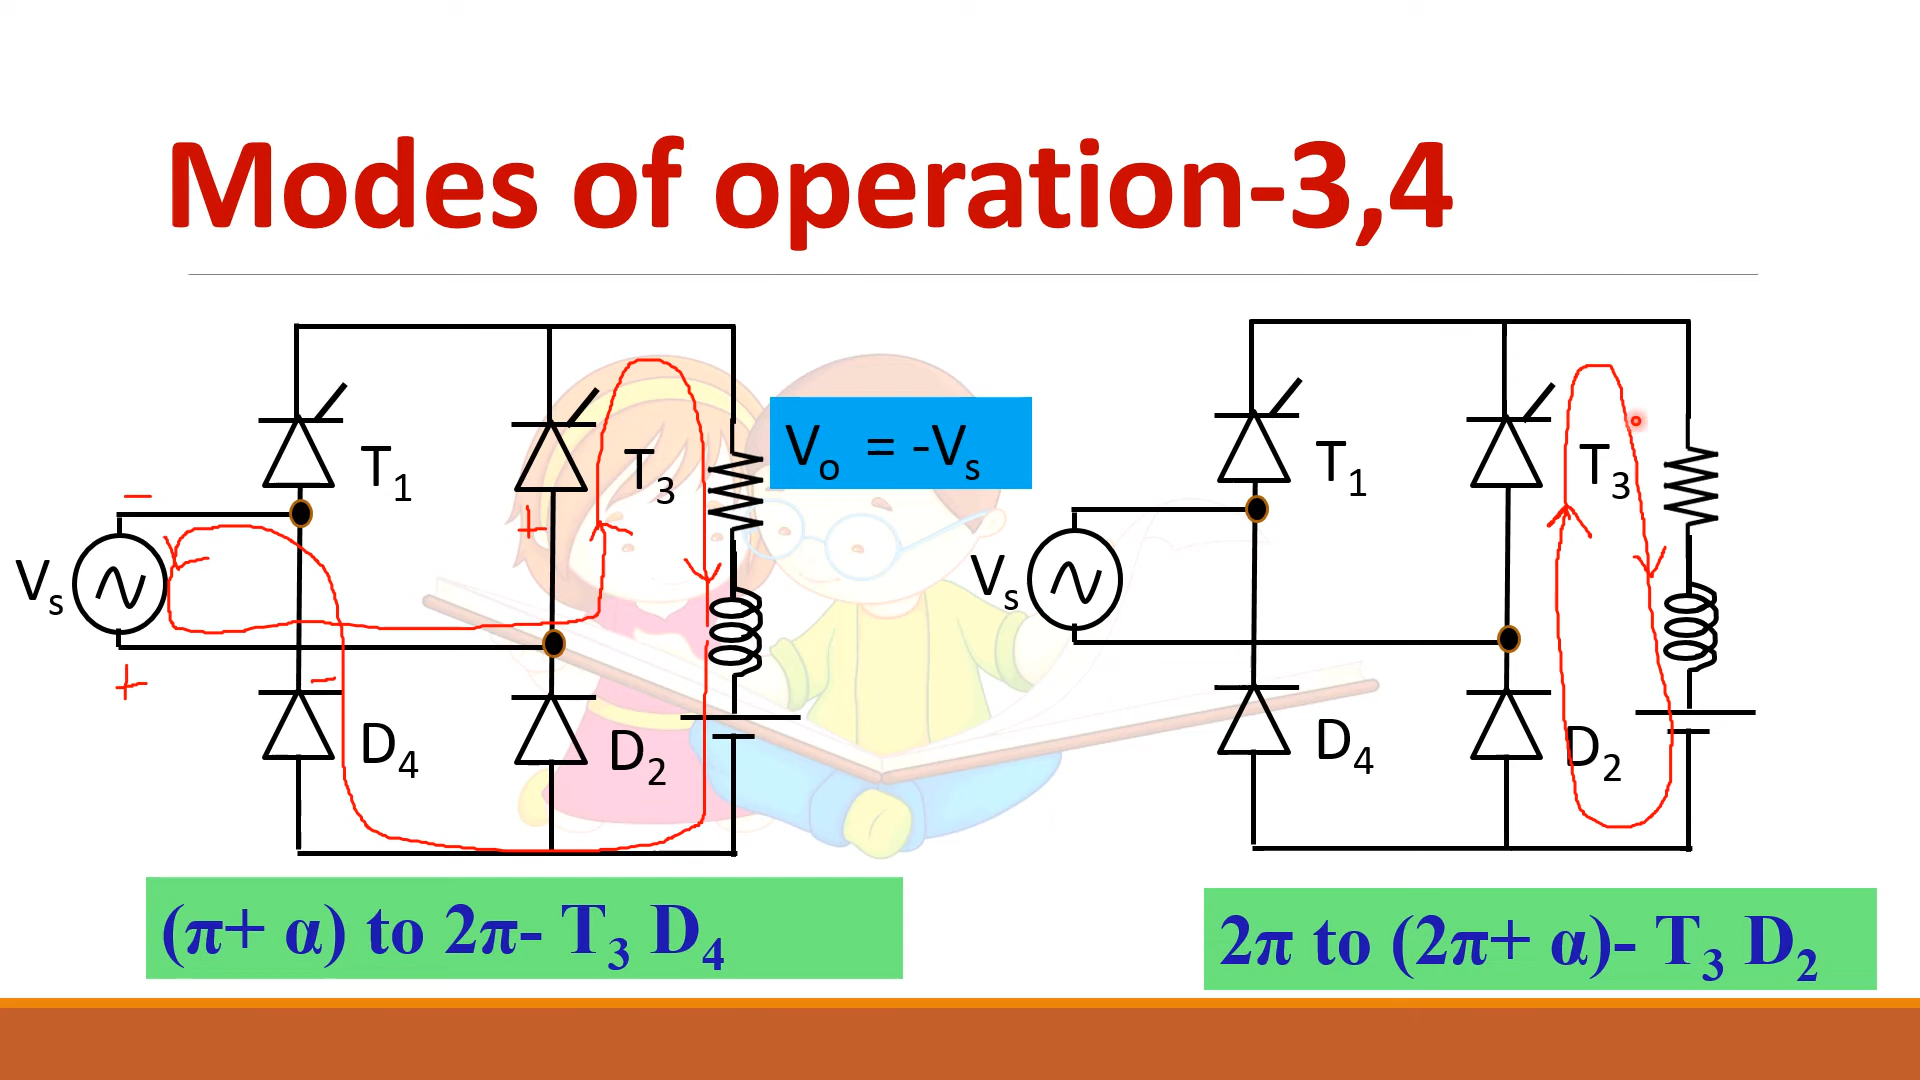 Modes of operation-3,4
T1
T3
Vo = -Vs
−
+
Vs
+
−
D4
D2
(π+ α) to 2π- T3 D4
T1
T3
Vs
D4
D2
2π to (2π+ α)- T3 D2